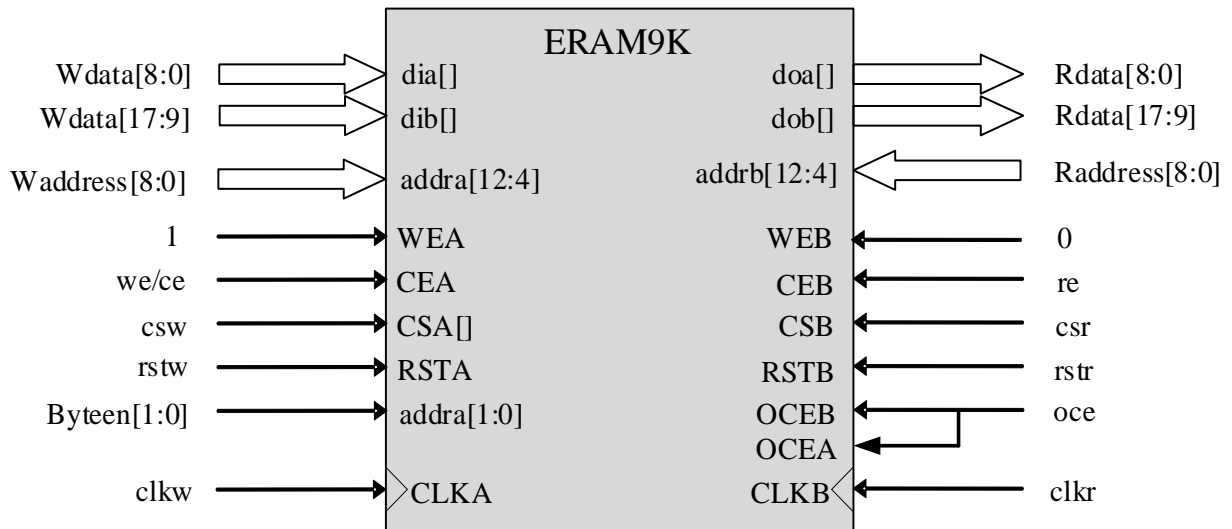 ERAM9K
Wdata[8:0] dia[] doa[] Rdata[8:0]
Wdata[17:9] dib[] dob[] Rdata[17:9]
Waddress[8:0] addra[12:4] addrb[12:4] Raddress[8:0]
1 WEA WEB 0
we/ce CEA CEB re
csw CSA[] CSB csr
rstw RSTA RSTB rstr
Byteen[1:0] addra[1:0] OCEB oce
OCEA
clkw CLKA CLKB clkr